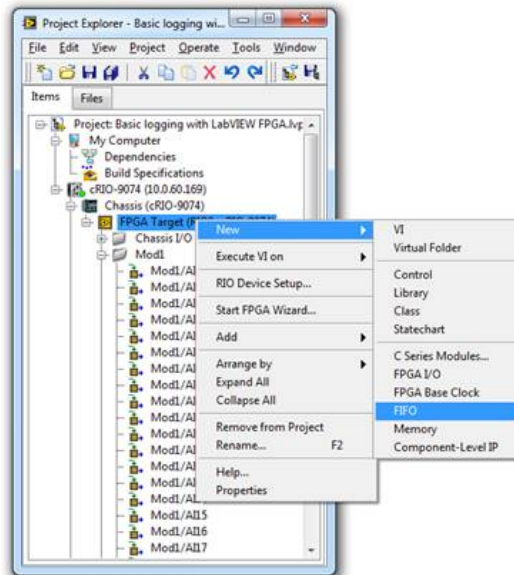 Project Explorer - Basic logging wi...
File Edit View Project Operate Tools Window
Items Files
Project: Basic logging with LabVIEW FPGA.lvp
My Computer
Dependencies
Build Specifications
cRIO-9074 (10.0.60.169)
Chassis (cRIO-9074)
FPGA Target
Chassis I/O
Mod1
Mod1/AI
Mod1/AI
Mod1/AI
Mod1/AI
Mod1/AI
Mod1/AI
Mod1/AI
Mod1/AI
Mod1/AI
Mod1/AI
Mod1/AI
Mod1/AI
Mod1/AI
Mod1/AI15
Mod1/AI16
Mod1/AI17
New
Execute VI on
RIO Device Setup...
Start FPGA Wizard...
Add
Arrange by
Expand All
Collapse All
Remove from Project
Rename... F2
Help...
Properties
VI
Virtual Folder
Control
Library
Class
Statechart
C Series Modules...
FPGA I/O
FPGA Base Clock
FIFO
Memory
Component-Level IP